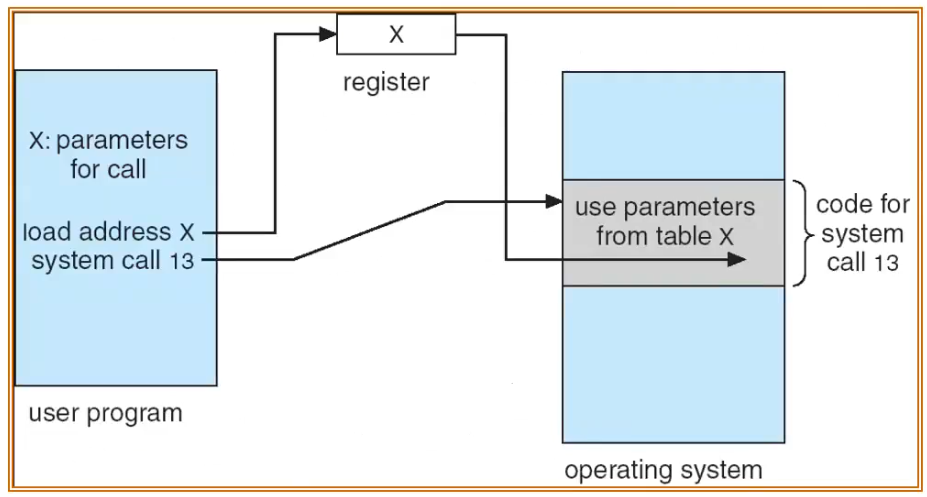 X
register
X: parameters
for call
load address X
system call 13
user program
use parameters
from table X
code for
system
call 13
operating system